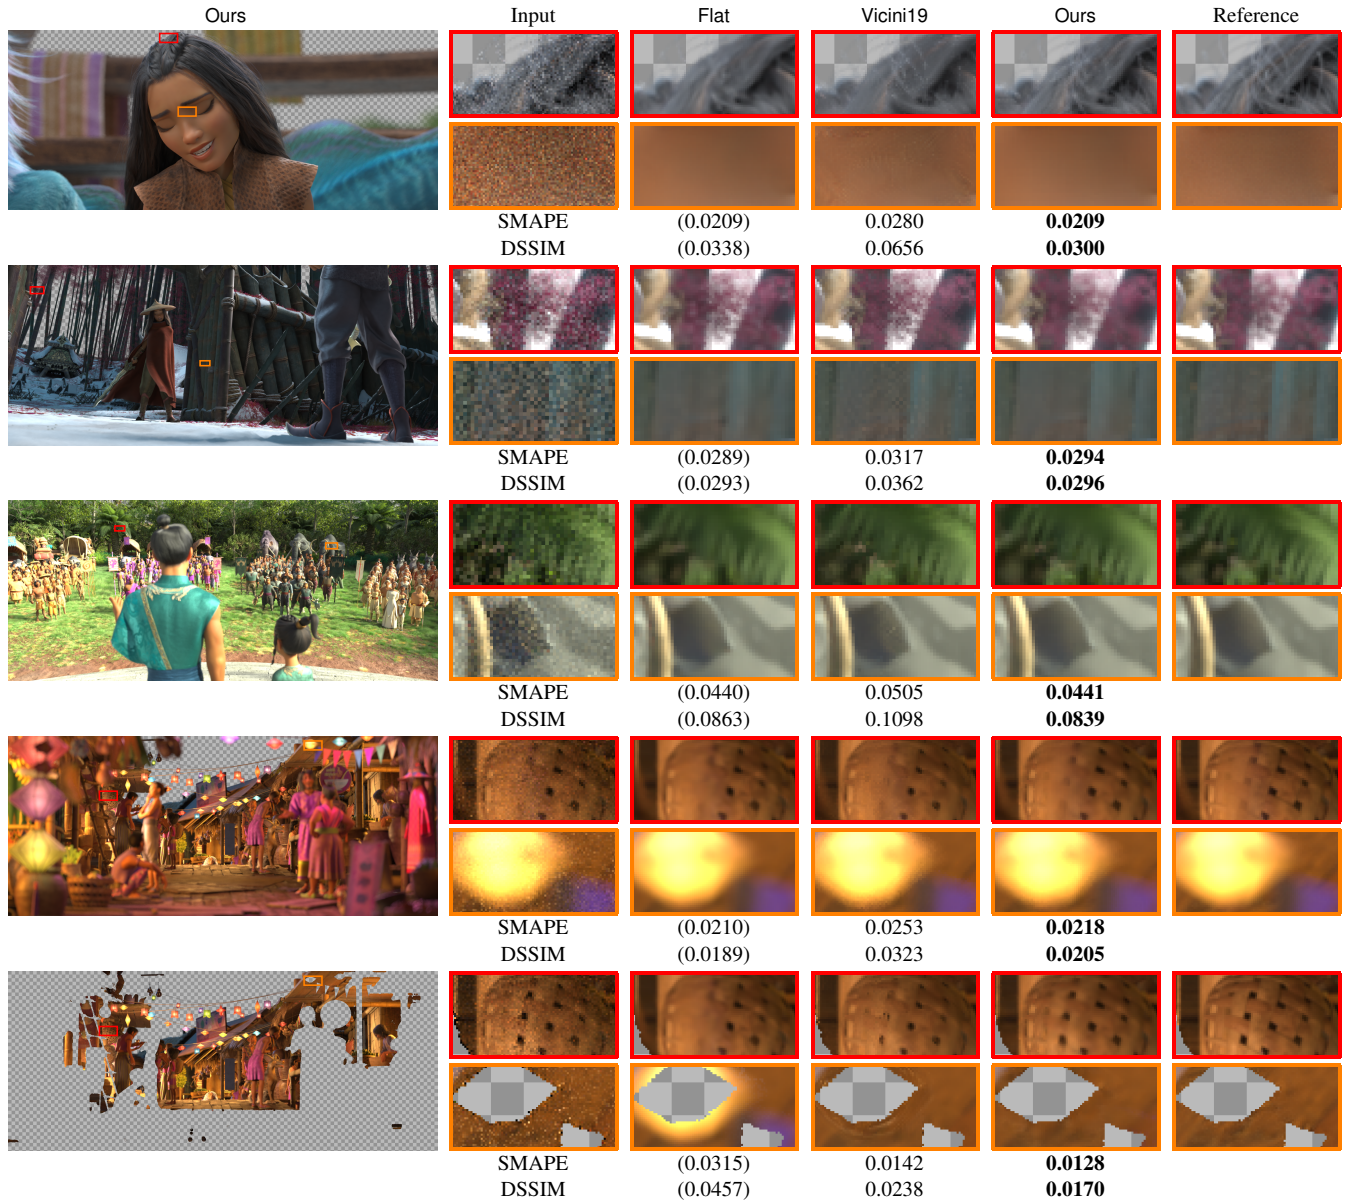 Ours Input Flat Vicini19 Ours Reference
SMAPE (0.0209) 0.0280 0.0209
DSSIM (0.0338) 0.0656 0.0300
SMAPE (0.0289) 0.0317 0.0294
DSSIM (0.0293) 0.0362 0.0296
SMAPE (0.0440) 0.0505 0.0441
DSSIM (0.0863) 0.1098 0.0839
SMAPE (0.0210) 0.0253 0.0218
DSSIM (0.0189) 0.0323 0.0205
SMAPE (0.0315) 0.0142 0.0128
DSSIM (0.0457) 0.0238 0.0170